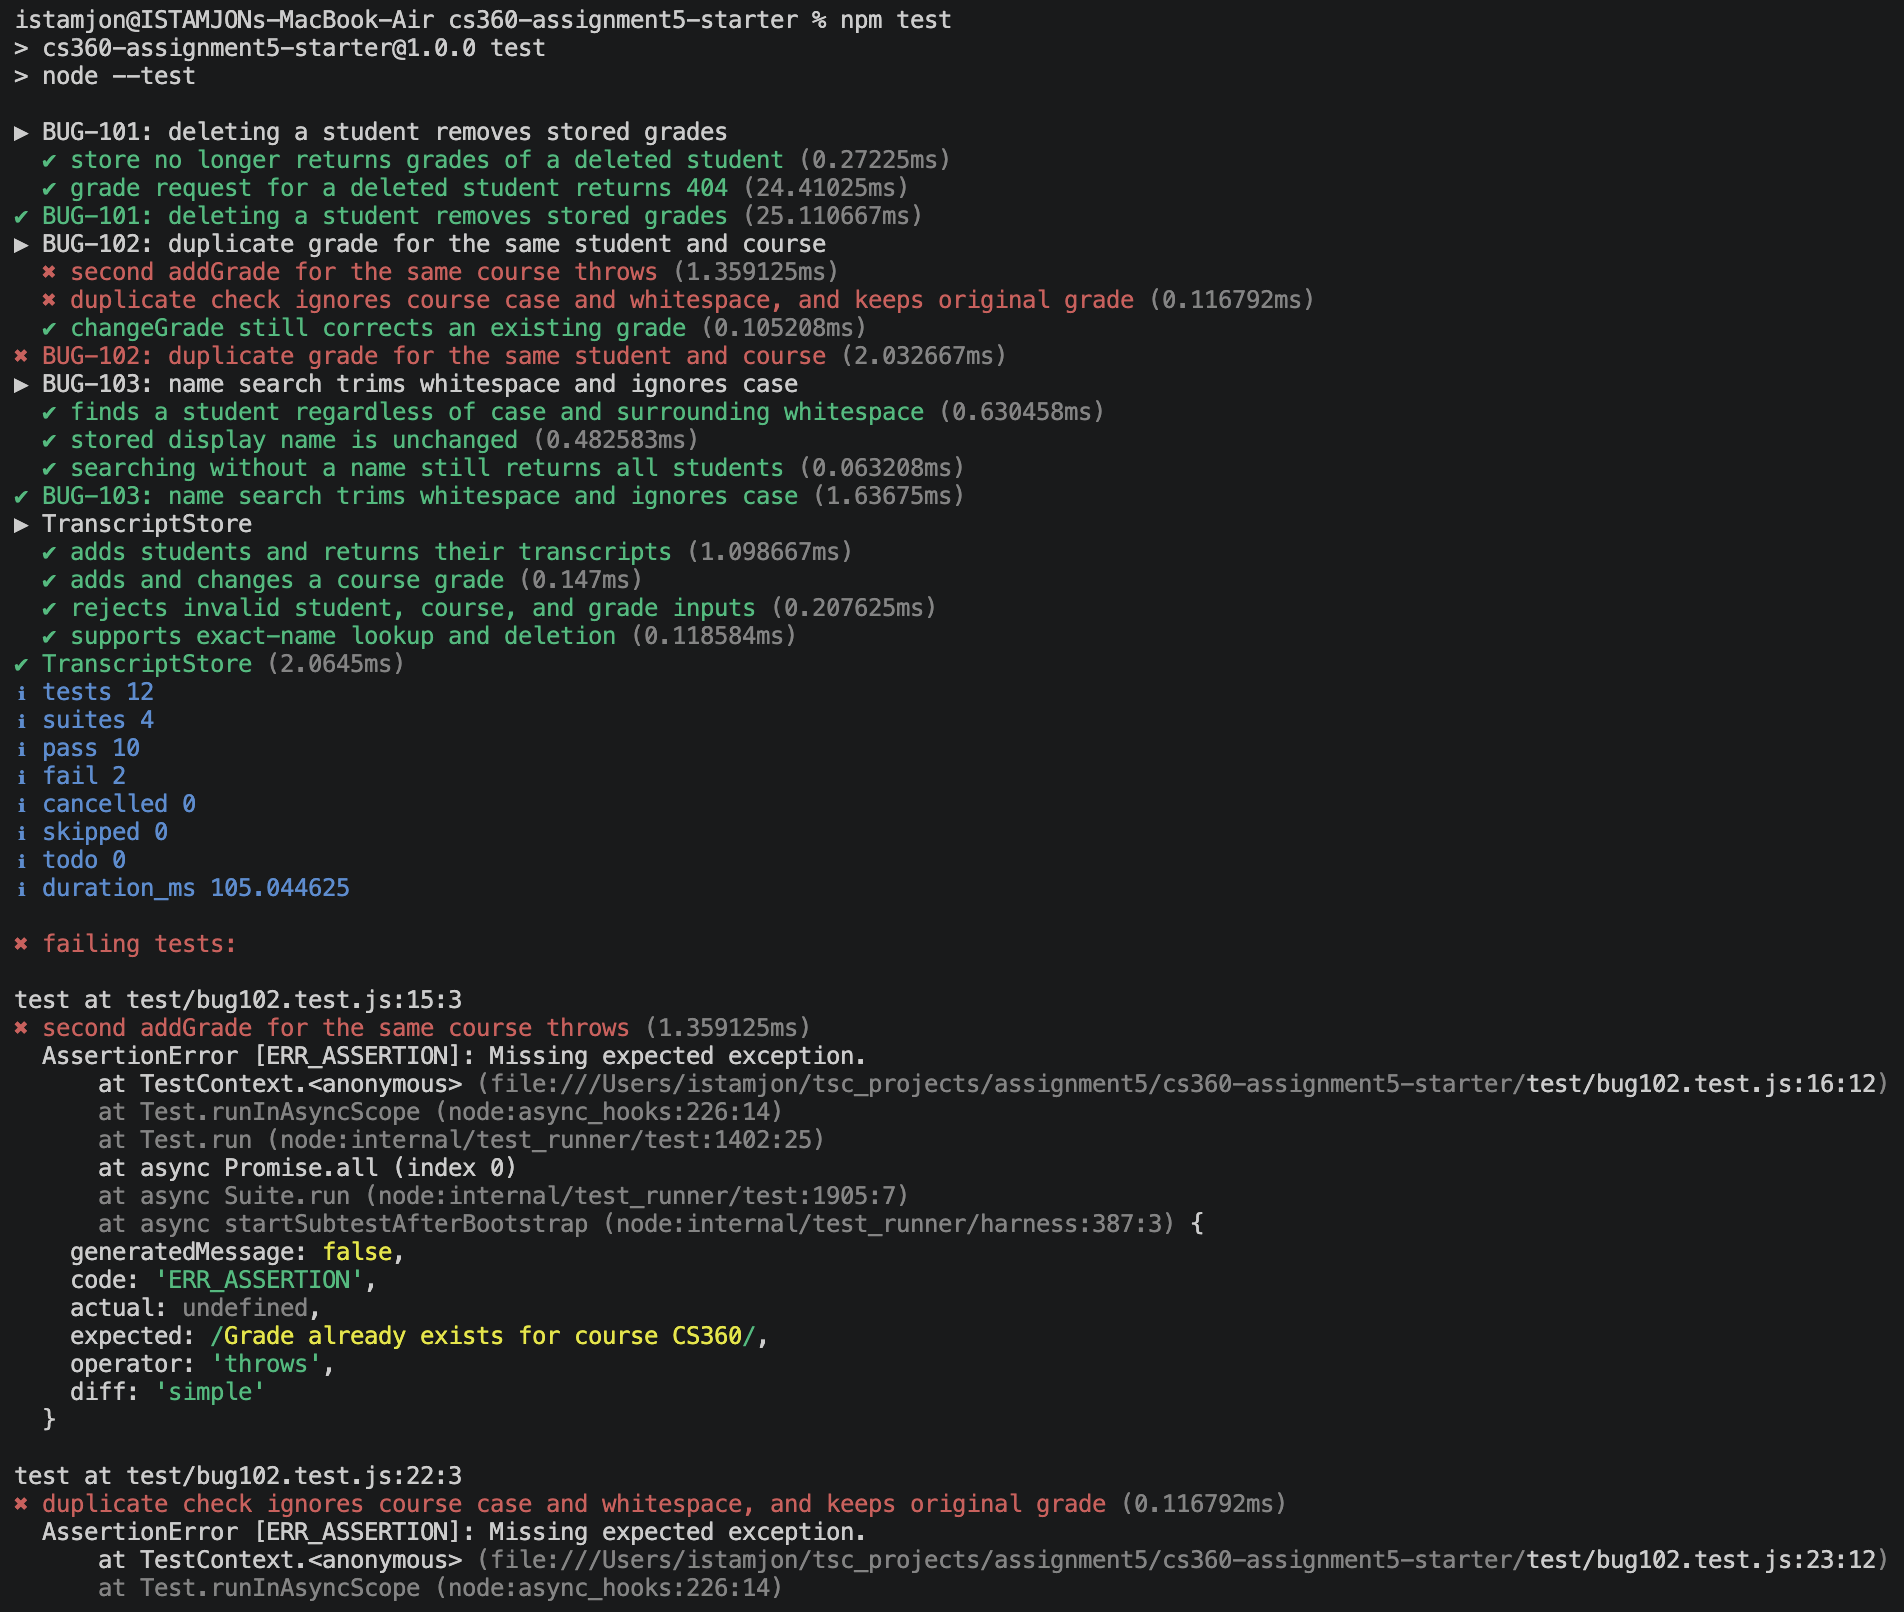 istamjon@ISTAMJONs-MacBook-Air cs360-assignment5-starter % npm test
> cs360-assignment5-starter@1.0.0 test
> node --test

▶ BUG-101: deleting a student removes stored grades
  ✔ store no longer returns grades of a deleted student (0.27225ms)
  ✔ grade request for a deleted student returns 404 (24.41025ms)
✔ BUG-101: deleting a student removes stored grades (25.110667ms)
▶ BUG-102: duplicate grade for the same student and course
  ✖ second addGrade for the same course throws (1.359125ms)
  ✖ duplicate check ignores course case and whitespace, and keeps original grade (0.116792ms)
  ✔ changeGrade still corrects an existing grade (0.105208ms)
✖ BUG-102: duplicate grade for the same student and course (2.032667ms)
▶ BUG-103: name search trims whitespace and ignores case
  ✔ finds a student regardless of case and surrounding whitespace (0.630458ms)
  ✔ stored display name is unchanged (0.482583ms)
  ✔ searching without a name still returns all students (0.063208ms)
✔ BUG-103: name search trims whitespace and ignores case (1.63675ms)
▶ TranscriptStore
  ✔ adds students and returns their transcripts (1.098667ms)
  ✔ adds and changes a course grade (0.147ms)
  ✔ rejects invalid student, course, and grade inputs (0.207625ms)
  ✔ supports exact-name lookup and deletion (0.118584ms)
✔ TranscriptStore (2.0645ms)
ℹ tests 12
ℹ suites 4
ℹ pass 10
ℹ fail 2
ℹ cancelled 0
ℹ skipped 0
ℹ todo 0
ℹ duration_ms 105.044625

✖ failing tests:

test at test/bug102.test.js:15:3
✖ second addGrade for the same course throws (1.359125ms)
  AssertionError [ERR_ASSERTION]: Missing expected exception.
      at TestContext.<anonymous> (file:///Users/istamjon/tsc_projects/assignment5/cs360-assignment5-starter/test/bug102.test.js:16:12)
      at Test.runInAsyncScope (node:async_hooks:226:14)
      at Test.run (node:internal/test_runner/test:1402:25)
      at async Promise.all (index 0)
      at async Suite.run (node:internal/test_runner/test:1905:7)
      at async startSubtestAfterBootstrap (node:internal/test_runner/harness:387:3) {
    generatedMessage: false,
    code: 'ERR_ASSERTION',
    actual: undefined,
    expected: /Grade already exists for course CS360/,
    operator: 'throws',
    diff: 'simple'
  }

test at test/bug102.test.js:22:3
✖ duplicate check ignores course case and whitespace, and keeps original grade (0.116792ms)
  AssertionError [ERR_ASSERTION]: Missing expected exception.
      at TestContext.<anonymous> (file:///Users/istamjon/tsc_projects/assignment5/cs360-assignment5-starter/test/bug102.test.js:23:12)
      at Test.runInAsyncScope (node:async_hooks:226:14)